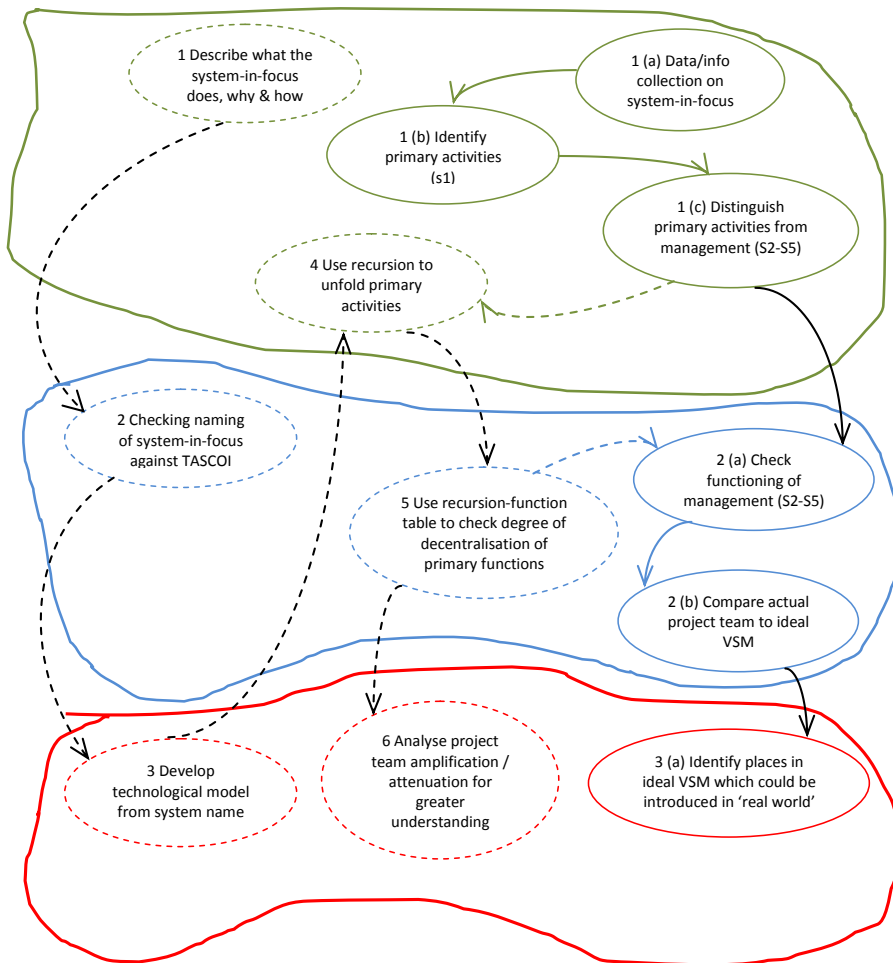 1 Describe what the
system-in-focus
does, why & how
1 (a) Data/info
collection on
system-in-focus
1 (b) Identify
primary activities
(s1)
1 (c) Distinguish
primary activities from
management (S2-S5)
4 Use recursion to
unfold primary
activities
2 Checking naming
of system-in-focus
against TASCOI
2 (a) Check
functioning of
management (S2-S5)
5 Use recursion-function
table to check degree of
decentralisation of
primary functions
2 (b) Compare actual
project team to ideal
VSM
3 Develop
technological model
from system name
6 Analyse project
team amplification /
attenuation for
greater
understanding
3 (a) Identify places in
ideal VSM which could be
introduced in ‘real world’